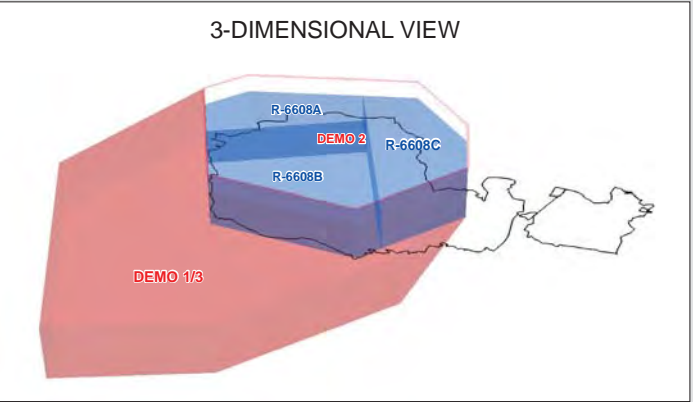 3-DIMENSIONAL VIEW
R-6608A
DEMO 2
R-6608C
R-6608B
DEMO 1/3